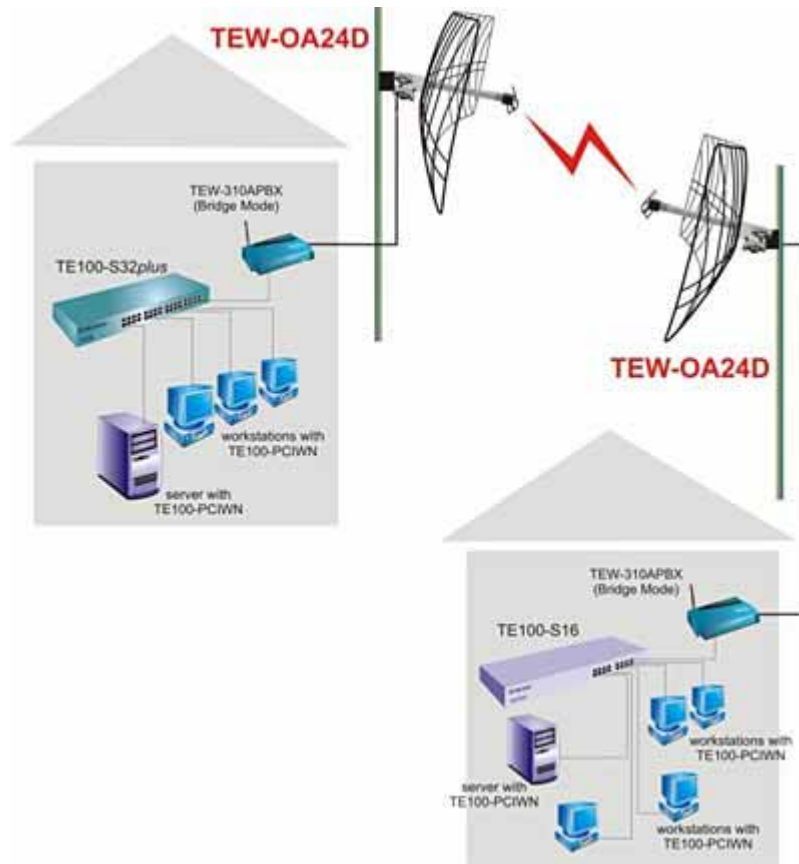 TEW-OA24D
TEW-310APBX
(Bridge Mode)
TE100-S32plus
workstations with
TE100-PCIWN
server with
TE100-PCIWN
TEW-OA24D
TEW-310APBX
(Bridge Mode)
TE100-S16
workstations with
TE100-PCIWN
server with
TE100-PCIWN
workstations with
TE100-PCIWN